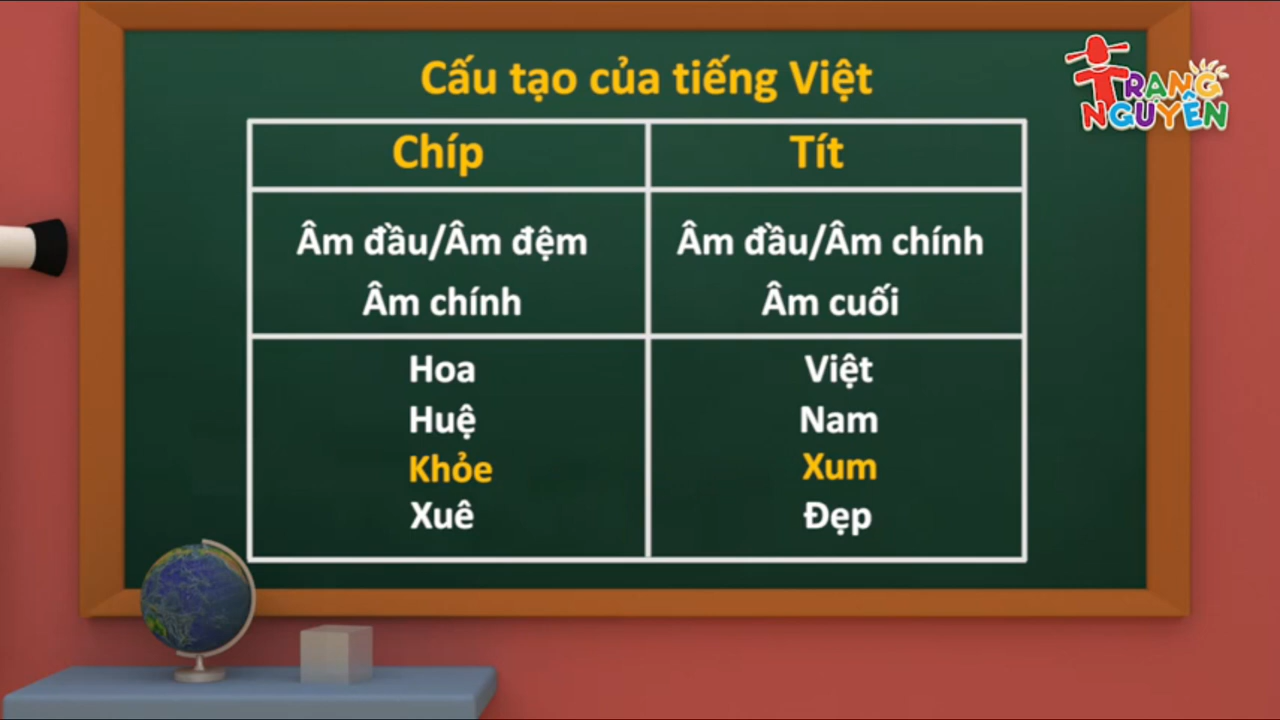 Cấu tạo của tiếng Việt
TRẠNG
NGUYÊN
Chíp
Tít
Âm đầu/Âm đệm
Âm chính
Âm đầu/Âm chính
Âm cuối
Hoa
Huệ
Khỏe
Xuê
Việt
Nam
Xum
Đẹp